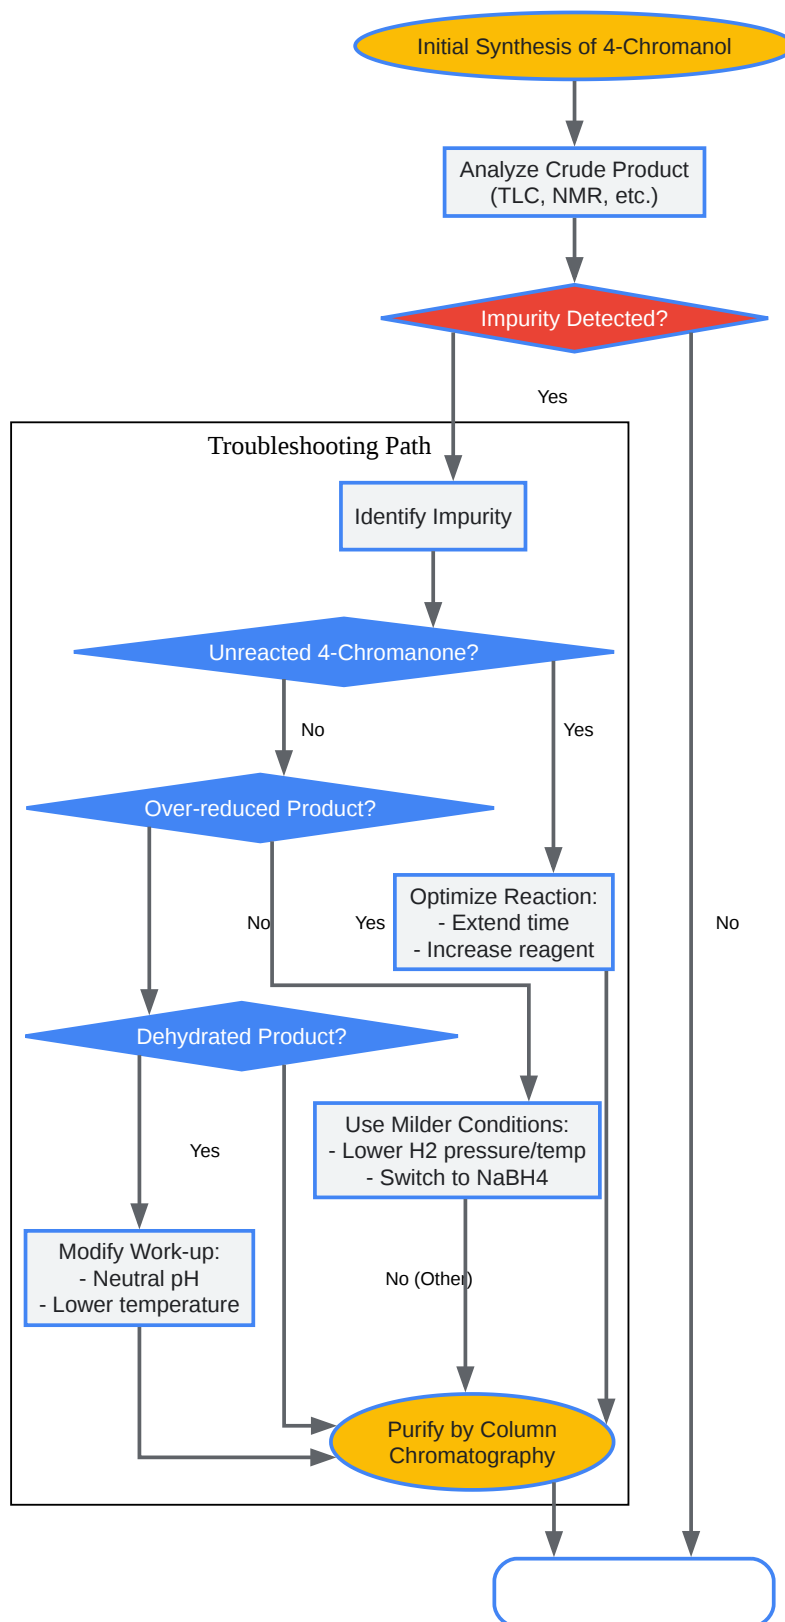 Initial Synthesis of 4-Chromanol
Analyze Crude Product
(TLC, NMR, etc.)
Impurity Detected?
Yes
Troubleshooting Path
Identify Impurity
Unreacted 4-Chromanone?
No
Yes
Over-reduced Product?
Optimize Reaction:
- Extend time
- Increase reagent
No
Yes
No
Dehydrated Product?
Use Milder Conditions:
- Lower H2 pressure/temp
- Switch to NaBH4
Yes
Modify Work-up:
- Neutral pH
- Lower temperature
No (Other)
Purify by Column
Chromatography